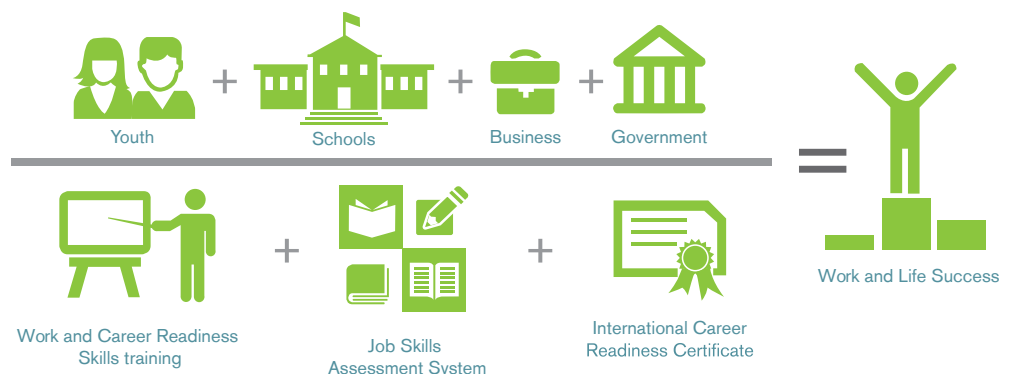 Youth + Schools + Business + Government
=
Work and Career Readiness
Skills training
+
Job Skills
Assessment System
+
International Career
Readiness Certificate
Work and Life Success